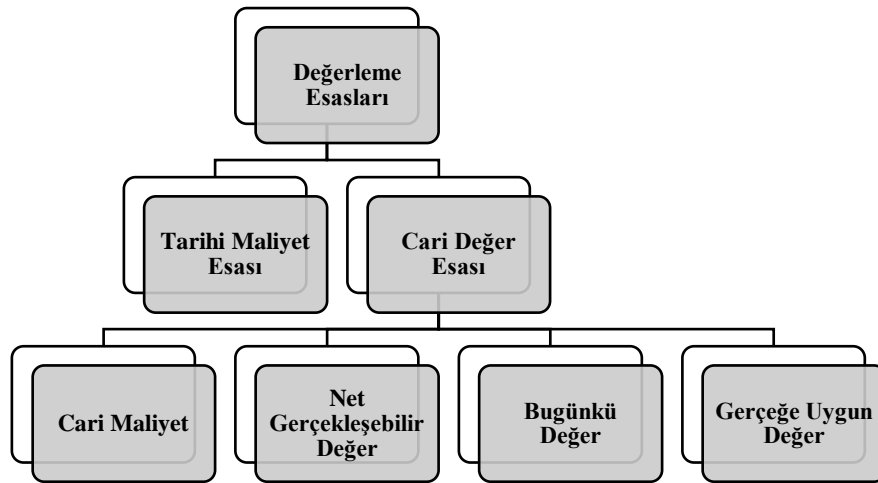 Değerleme
Esasları
Tarihi Maliyet
Esası
Cari Değer
Esası
Cari Maliyet
Net
Gerçekleşebilir
Değer
Bugünkü
Değer
Gerçeğe Uygun
Değer